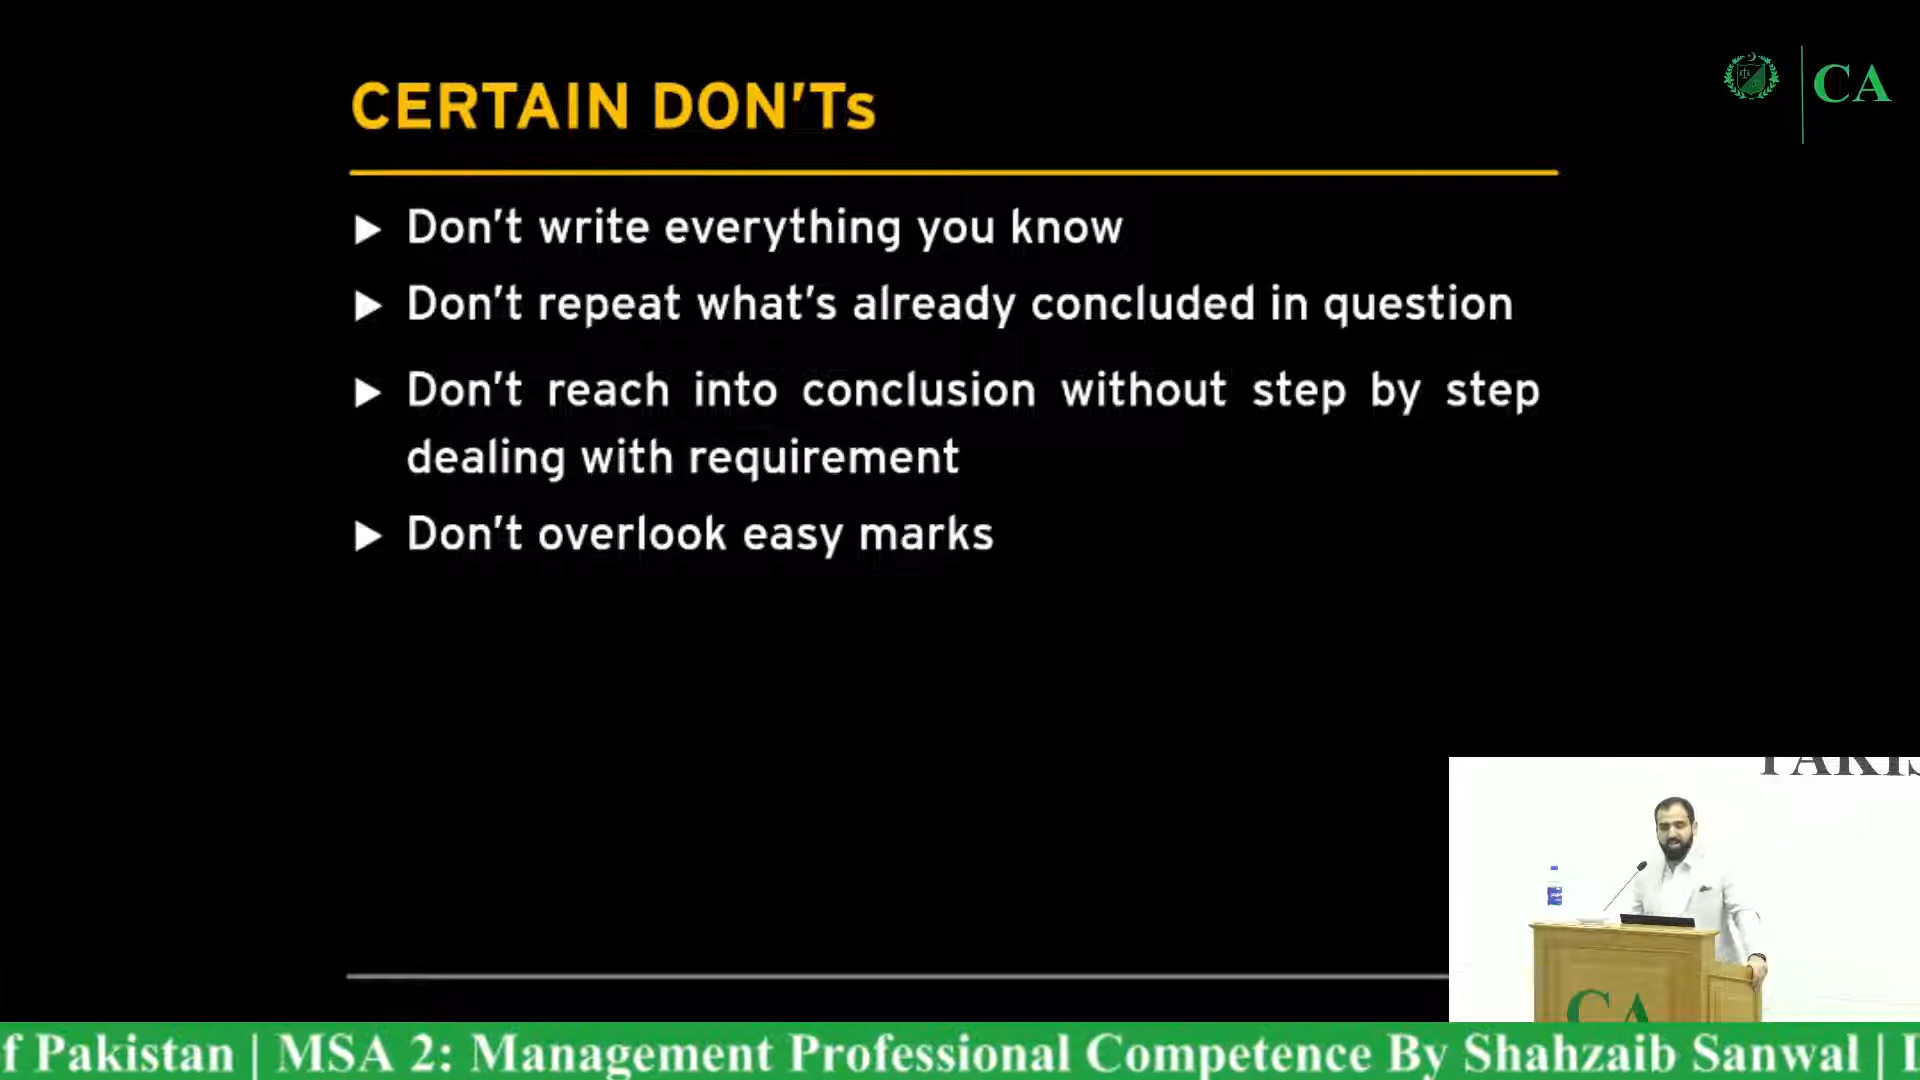 CERTAIN DON'Ts
CA
Don't write everything you know
Don't repeat what's already concluded in question
Don't reach into conclusion without step by step
dealing with requirement
Don't overlook easy marks
CA
f Pakistan | MSA 2: Management Professional Competence By Shahzaib Sanwal |